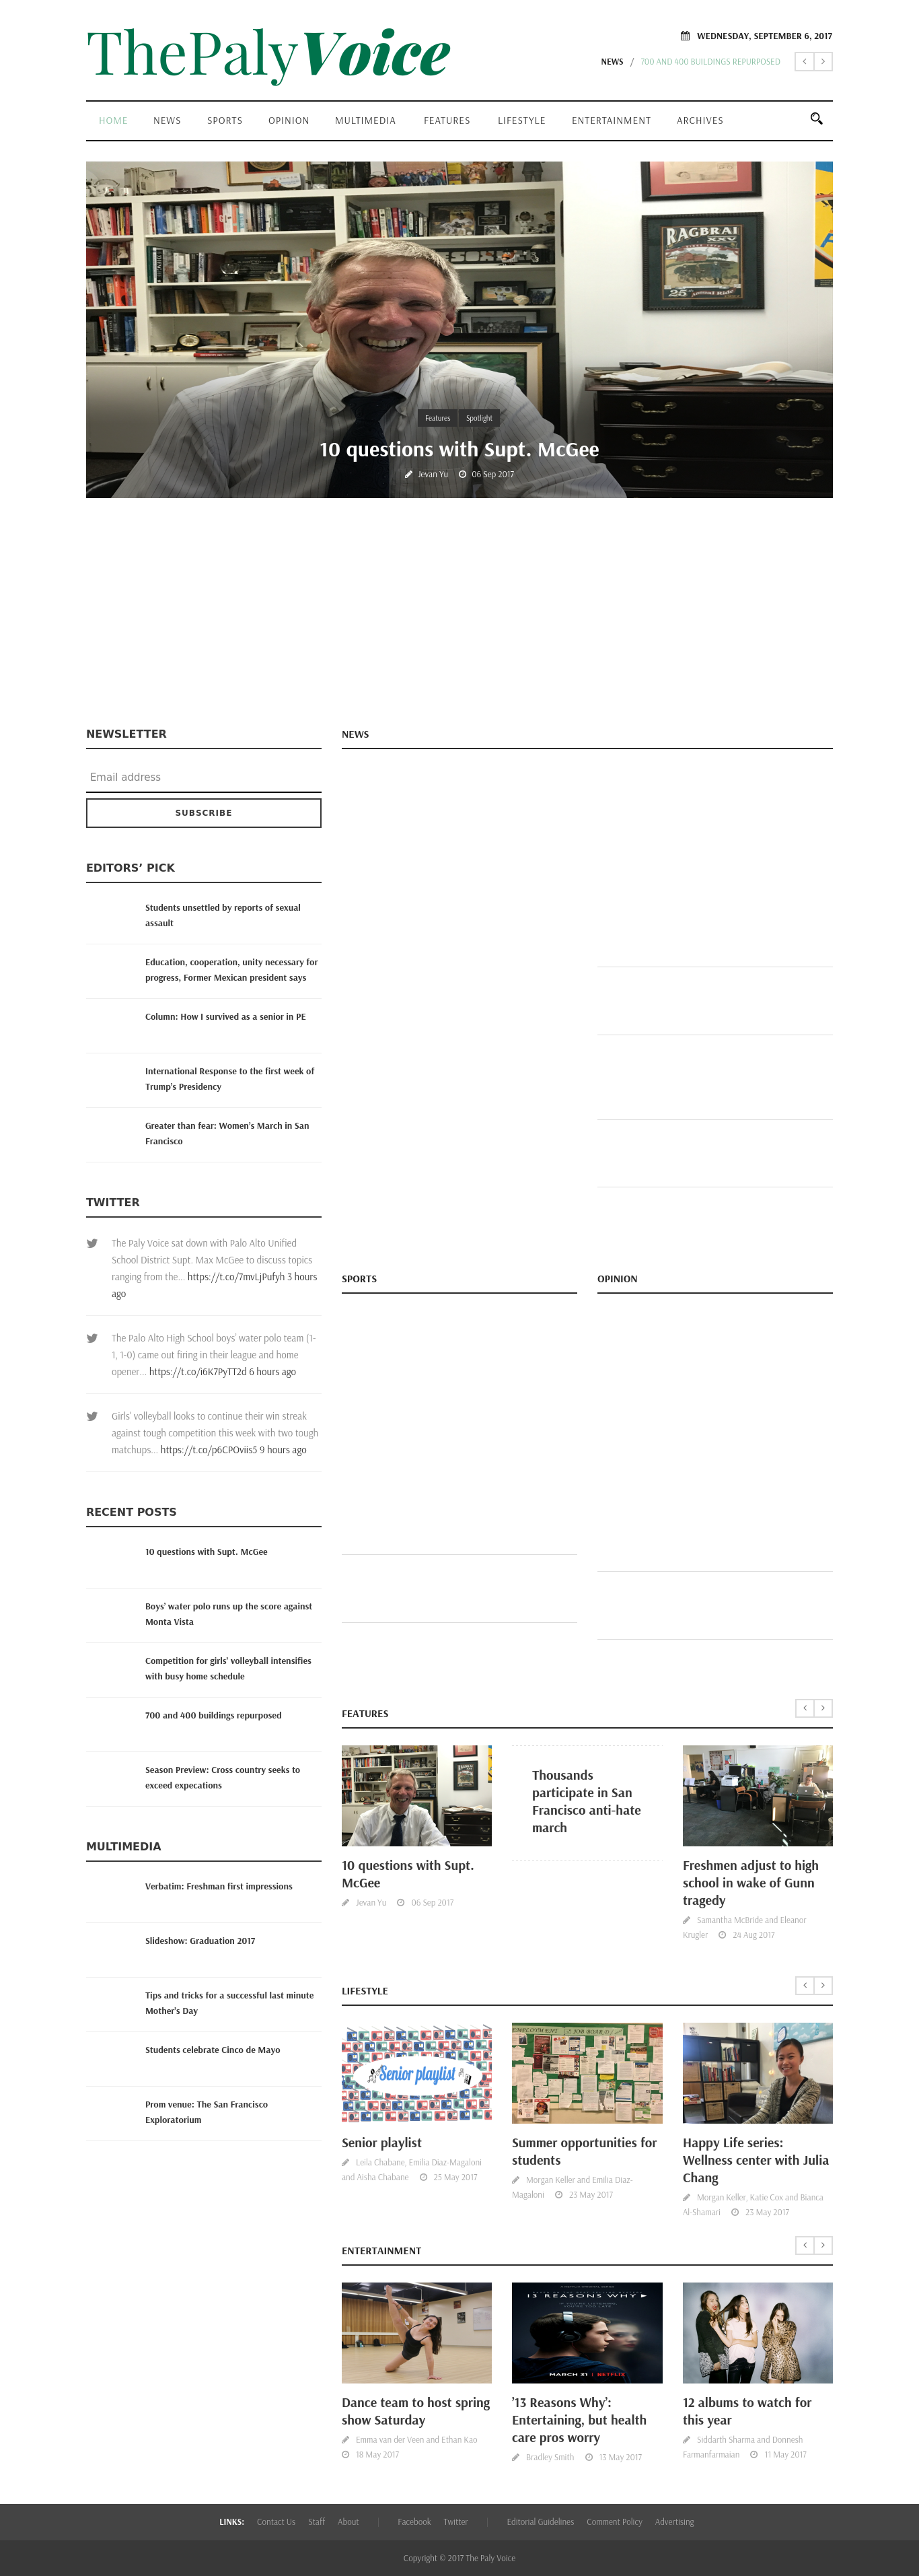 ThePalyVoice
WEDNESDAY, SEPTEMBER 6, 2017
NEWS / 700 AND 400 BUILDINGS REPURPOSED
HOME NEWS SPORTS OPINION MULTIMEDIA FEATURES LIFESTYLE ENTERTAINMENT ARCHIVES
RAGBRAI
XXV
25
Features Spotlight
10 questions with Supt. McGee
Jevan Yu 06 Sep 2017
NEWSLETTER
Email address
SUBSCRIBE
EDITORS’ PICK
Students unsettled by reports of sexual
assault
Education, cooperation, unity necessary for
progress, Former Mexican president says
Column: How I survived as a senior in PE
International Response to the first week of
Trump’s Presidency
Greater than fear: Women’s March in San
Francisco
TWITTER
The Paly Voice sat down with Palo Alto Unified
School District Supt. Max McGee to discuss topics
ranging from the... https://t.co/7mvLjPufyh 3 hours
ago
The Palo Alto High School boys’ water polo team (1-
1, 1-0) came out firing in their league and home
opener... https://t.co/i6K7PyTT2d 6 hours ago
Girls’ volleyball looks to continue their win streak
against tough competition this week with two tough
matchups... https://t.co/p6CPOviis5 9 hours ago
RECENT POSTS
10 questions with Supt. McGee
Boys’ water polo runs up the score against
Monta Vista
Competition for girls’ volleyball intensifies
with busy home schedule
700 and 400 buildings repurposed
Season Preview: Cross country seeks to
exceed expecations
MULTIMEDIA
Verbatim: Freshman first impressions
Slideshow: Graduation 2017
Tips and tricks for a successful last minute
Mother’s Day
Students celebrate Cinco de Mayo
Prom venue: The San Francisco
Exploratorium
NEWS
SPORTS
OPINION
FEATURES
10 questions with Supt.
McGee
Jevan Yu 06 Sep 2017
Thousands
participate in San
Francisco anti-hate
march
Freshmen adjust to high
school in wake of Gunn
tragedy
Samantha McBride and Eleanor
Krugler 24 Aug 2017
LIFESTYLE
Senior playlist
Senior playlist
Leila Chabane, Emilia Diaz-Magaloni
and Aisha Chabane 25 May 2017
EMPLOYMENT JOB BOARD
Summer opportunities for
students
Morgan Keller and Emilia Diaz-
Magaloni 23 May 2017
Happy Life series:
Wellness center with Julia
Chang
Morgan Keller, Katie Cox and Bianca
Al-Shamari 23 May 2017
ENTERTAINMENT
Dance team to host spring
show Saturday
Emma van der Veen and Ethan Kao
18 May 2017
13 REASONS WHY
MARCH 31 | NETFLIX
’13 Reasons Why’:
Entertaining, but health
care pros worry
Bradley Smith 13 May 2017
12 albums to watch for
this year
Siddarth Sharma and Donnesh
Farmanfarmaian 11 May 2017
LINKS: Contact Us Staff About | Facebook Twitter | Editorial Guidelines Comment Policy Advertising
Copyright © 2017 The Paly Voice